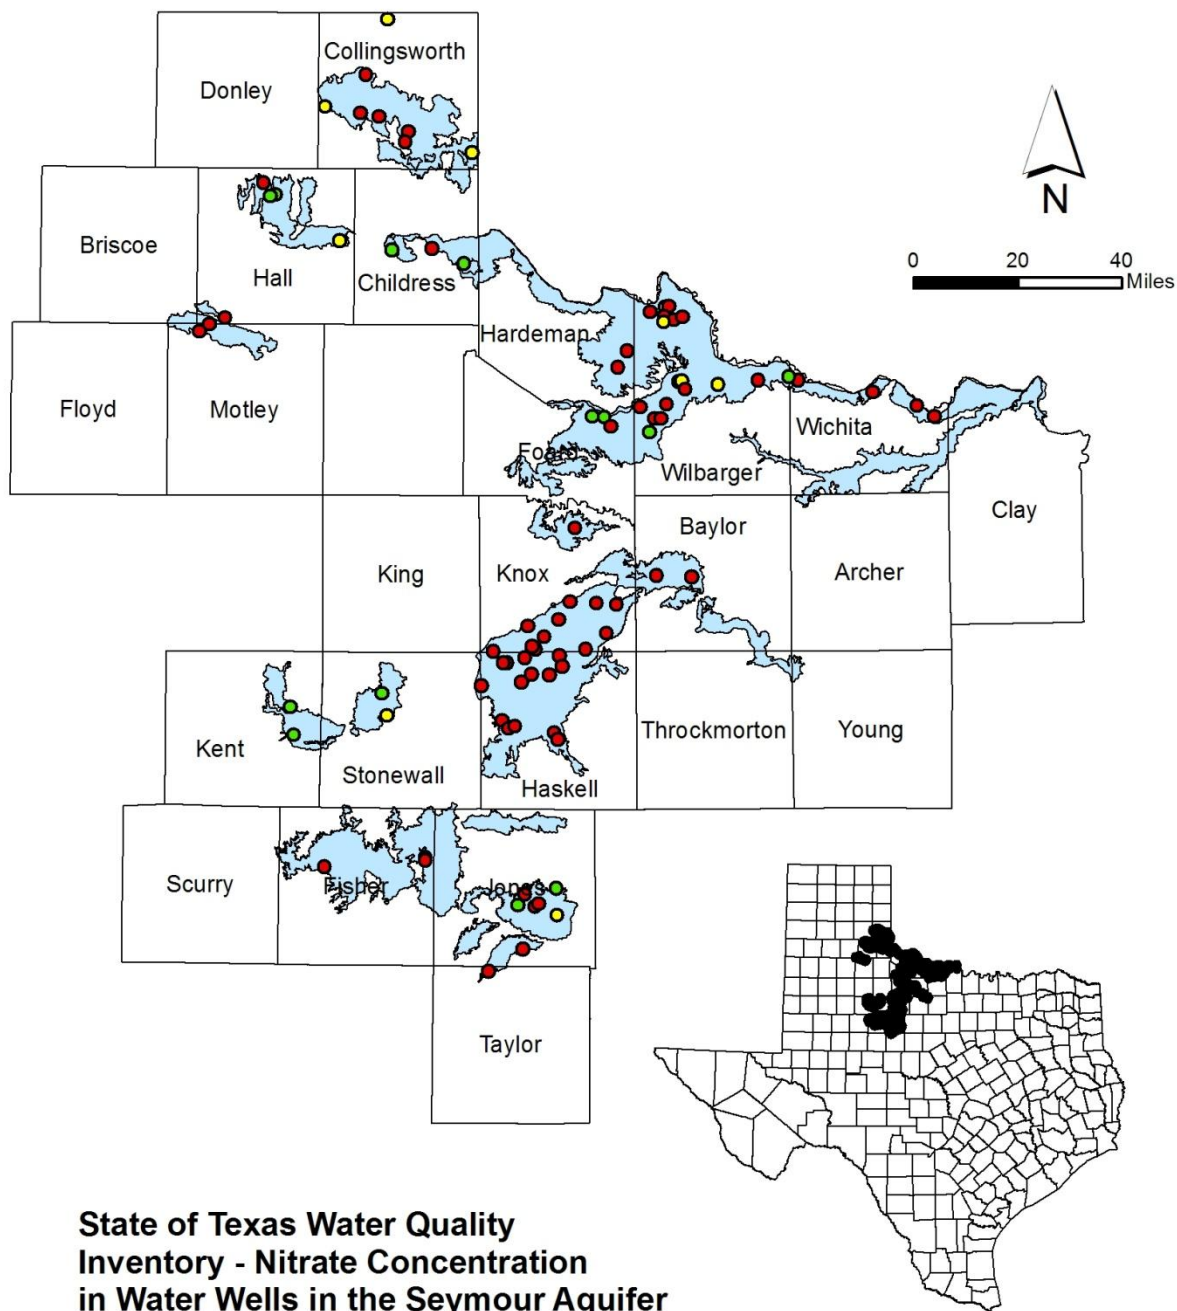 Collingsworth
Donley
N
Briscoe
Hall
Childress
0 20 40
Miles
Hardeman
Floyd
Motley
Wichita
Foard
Wilbarger
Clay
Baylor
King
Knox
Archer
Kent
Throckmorton
Young
Stonewall
Haskell
Scurry
Fisher
Jones
Taylor
State of Texas Water Quality
Inventory - Nitrate Concentration
in Water Wells in the Seymour Aquifer